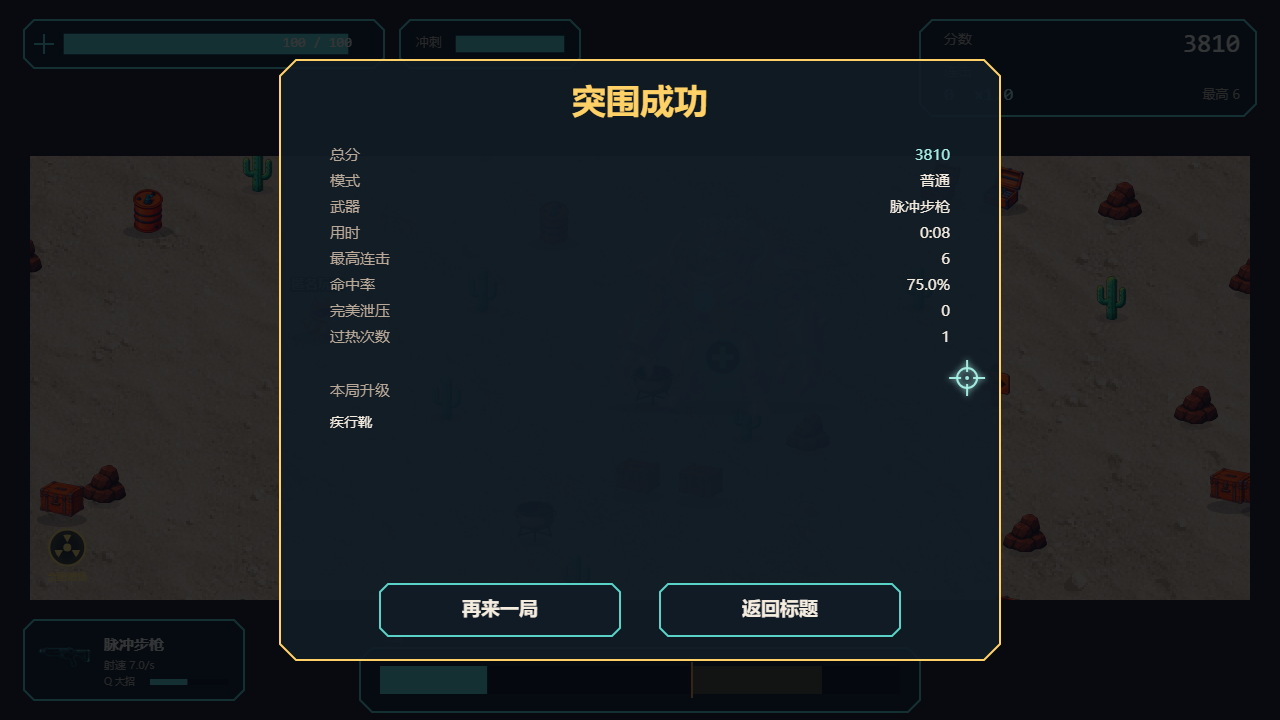 100 / 100
冲刺
分数
3810
最高 6
突围成功
总分 3810
模式 普通
武器 脉冲步枪
用时 0:08
最高连击 6
命中率 75.0%
完美泄压 0
过热次数 1
本局升级
疾行靴
再来一局 返回标题
脉冲步枪
射速 7.0/s
Q 大招